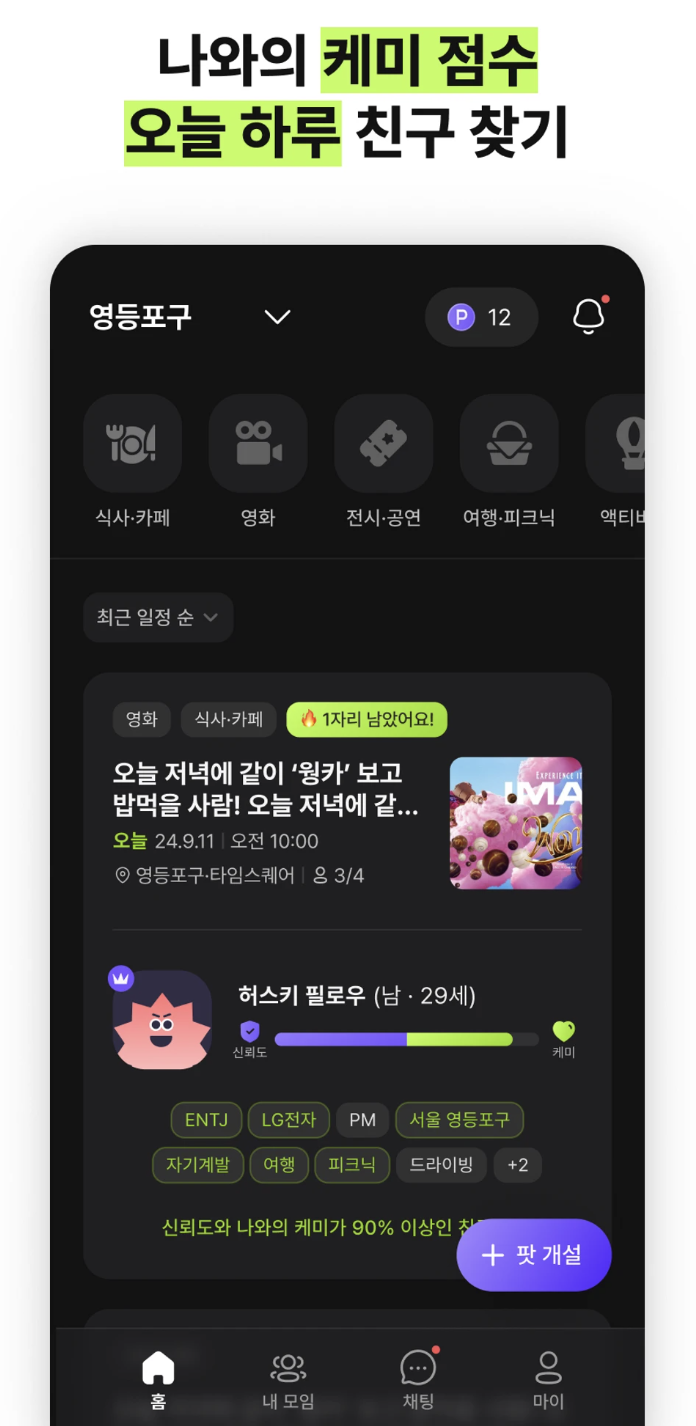 나와의 케미 점수
오늘 하루 친구 찾기
영등포구
P 12
식사·카페 영화 전시·공연 여행·피크닉
최근 일정 순
영화 식사·카페 🔥 1자리 남았어요!
오늘 저녁에 같이 ‘웡카’ 보고
밥먹을 사람! 오늘 저녁에 같...
오늘 24.9.11 | 오전 10:00
영등포구·타임스퀘어 | 3/4
EXPERIENCE I
IMA
허스키 필로우 (남 · 29세)
신뢰도 케미
ENTJ LG전자 PM 서울 영등포구
자기계발 여행 피크닉 드라이빙 +2
신뢰도와 나와의 케미가 90% 이상인
+ 팟 개설
홈 내 모임 채팅 마이